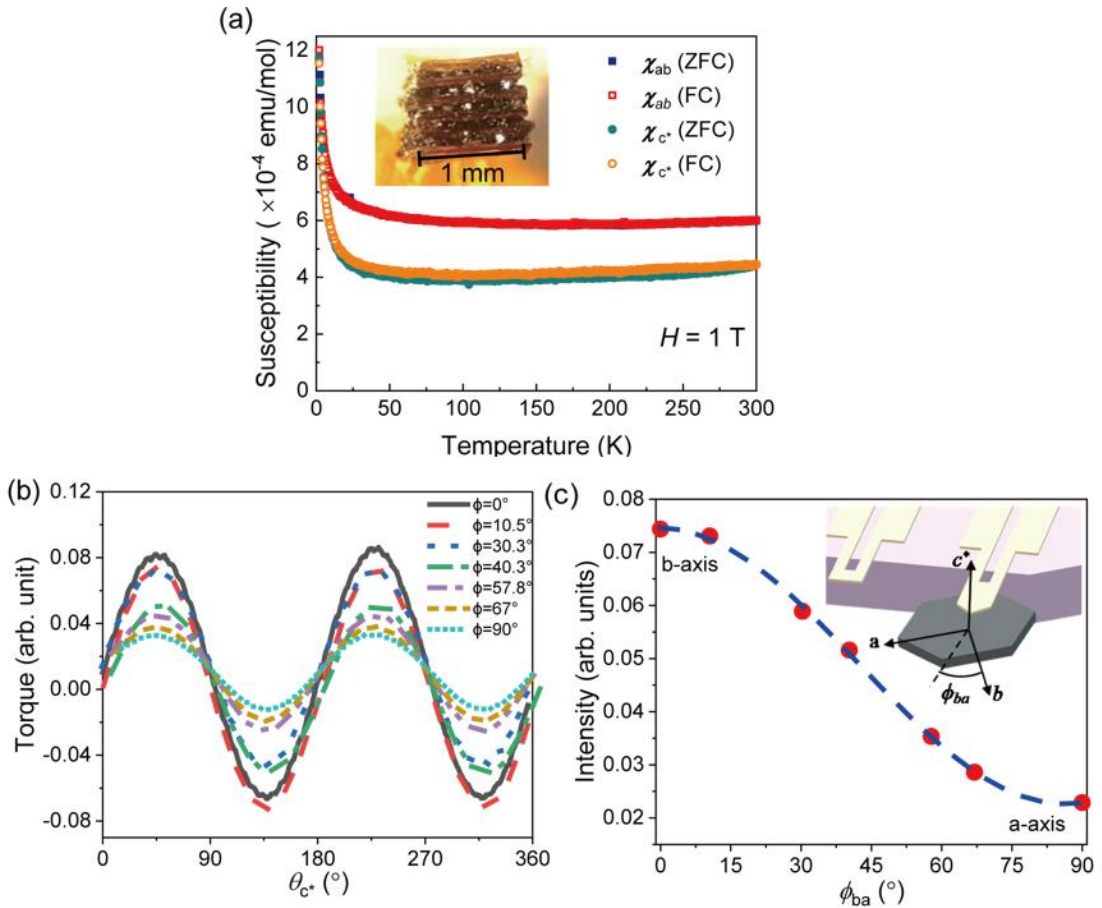 (a)
12
10
8
6
4
2
0
Susceptibility ( ×10⁻⁴ emu/mol)
1 mm
χab (ZFC)
χab (FC)
χc* (ZFC)
χc* (FC)
H = 1 T
0 50 100 150 200 250 300
Temperature (K)
(b)
0.12
0.08
0.04
0.00
-0.04
-0.08
Torque (arb. unit)
ϕ=0°
ϕ=10.5°
ϕ=30.3°
ϕ=40.3°
ϕ=57.8°
ϕ=67°
ϕ=90°
0 90 180 270 360
θc* (°)
(c)
0.08
0.07
0.06
0.05
0.04
0.03
0.02
Intensity (arb. units)
b-axis
c*
a
ϕba
b
a-axis
0 15 30 45 60 75 90
ϕba (°)